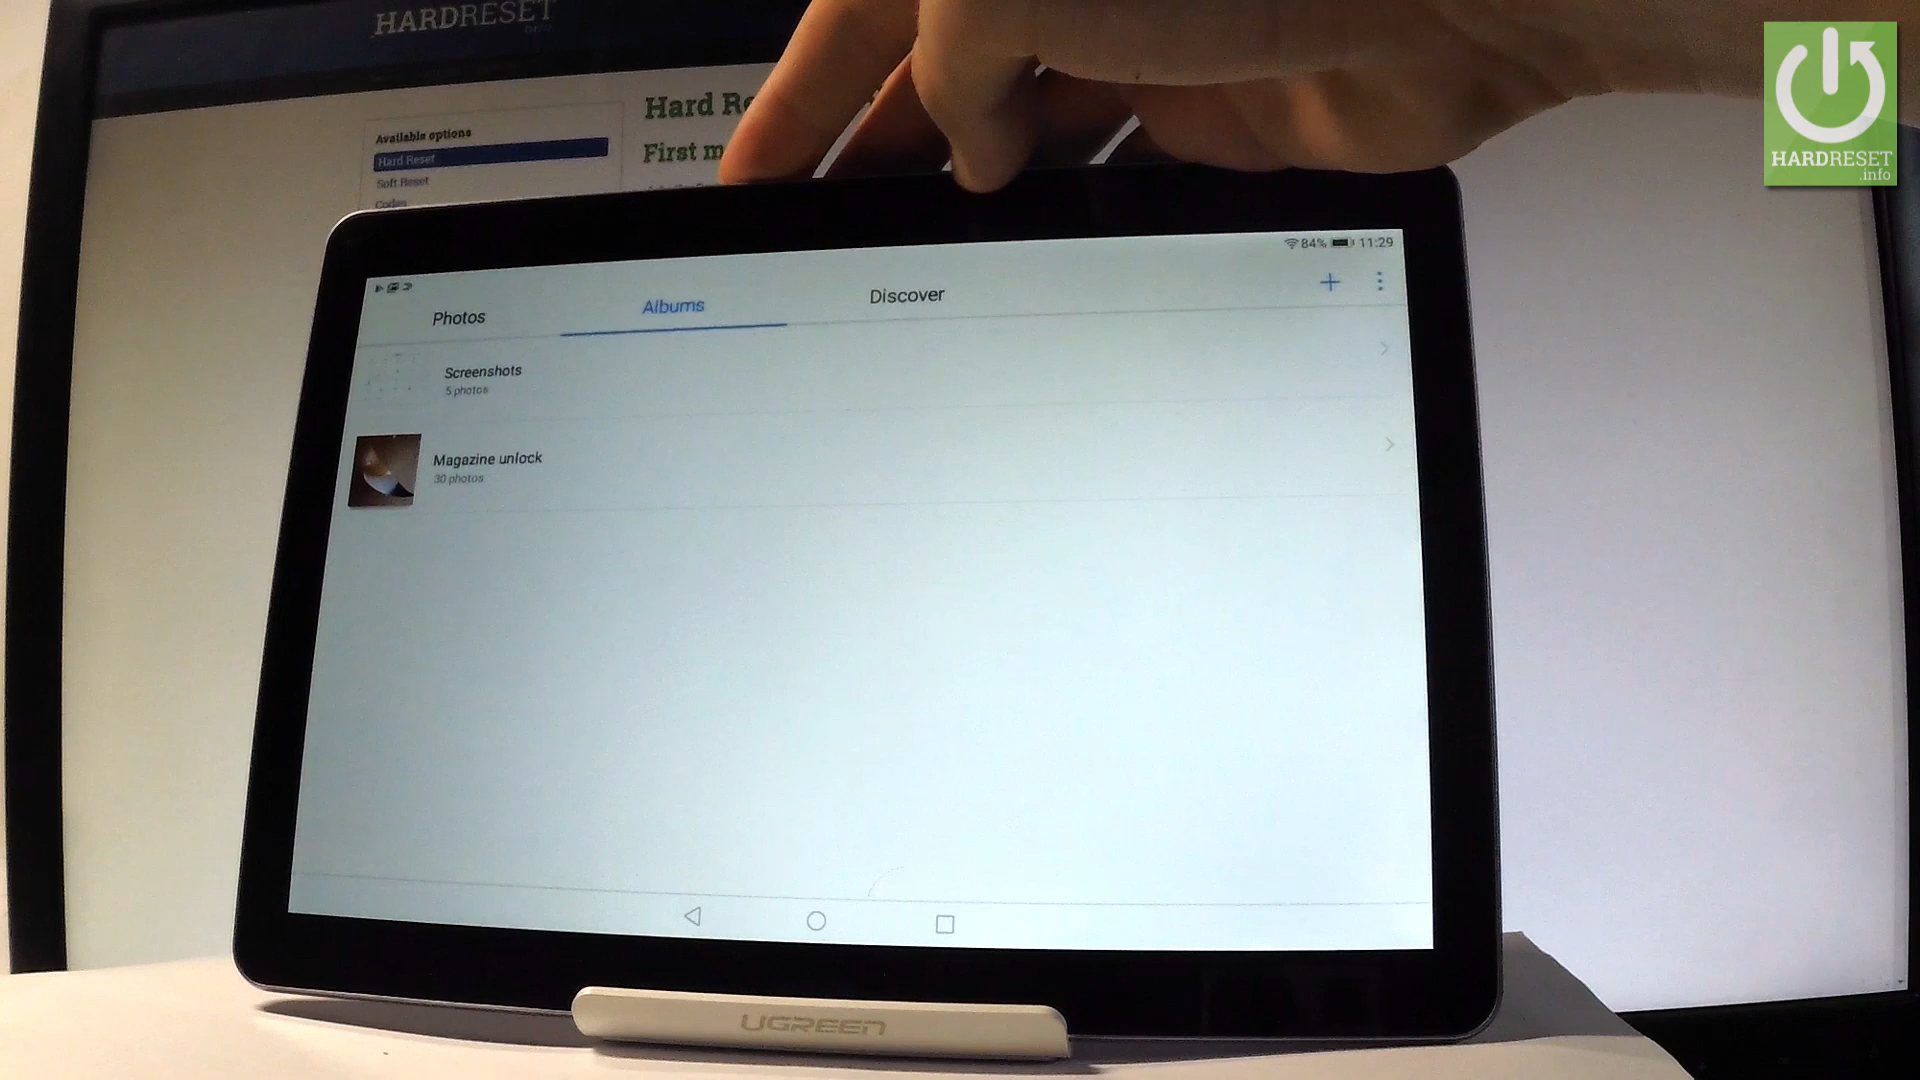 HARDRESET
Available options
Hard Reset
Soft Reset
Codes
Hard Re
First m
HARDRESET
.info
84% 11:29
Photos
Albums
Discover
Screenshots
5 photos
Magazine unlock
30 photos
UGREEN